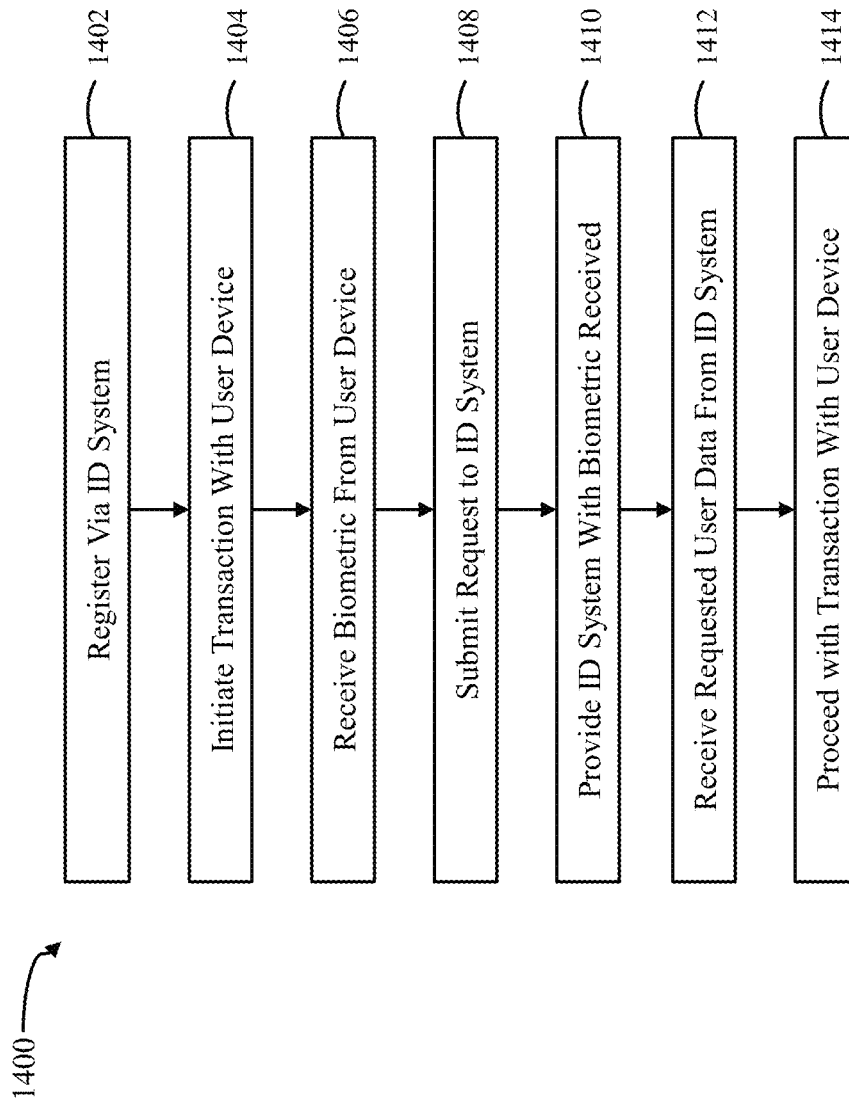 1400
Register Via ID System
1402
Initiate Transaction With User Device
1404
Receive Biometric From User Device
1406
Submit Request to ID System
1408
Provide ID System With Biometric Received
1410
Receive Requested User Data From ID System
1412
Proceed with Transaction With User Device
1414